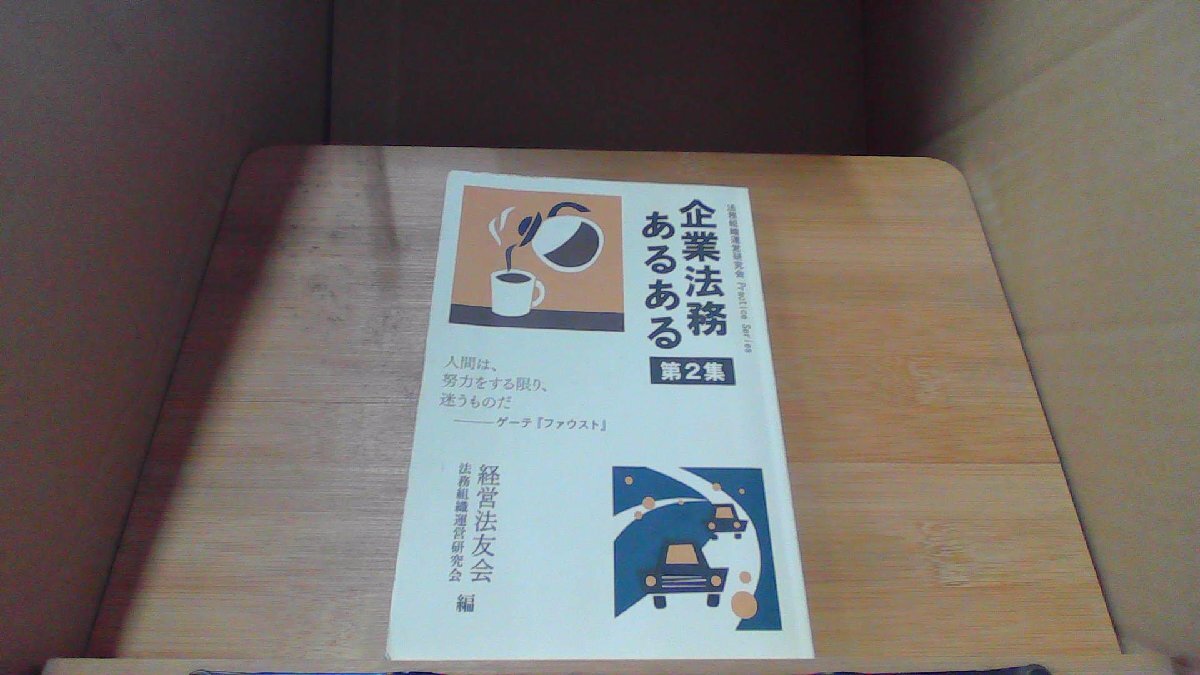 法務組織運営研究会 Practice Series
企業法務
あるある
第2集
人間は、
努力をする限り、
迷うものだ
———ゲーテ『ファウスト』
経営法友会
法務組織運営研究会 編